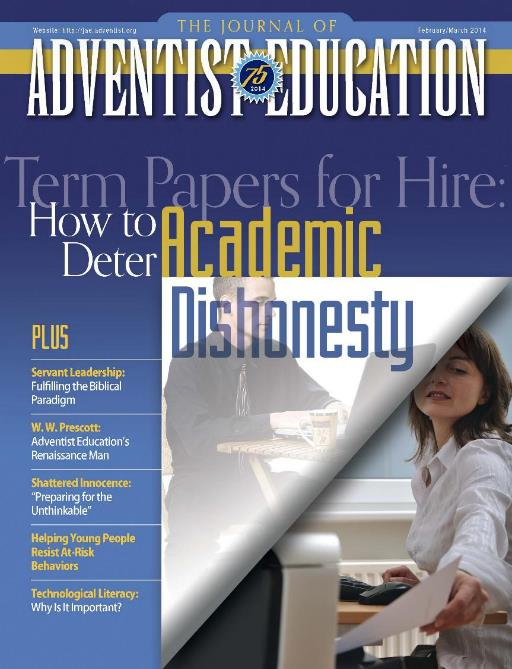 THE JOURNAL OF
Website: http://jae.adventist.org
February/March 2014
ADVENTIST EDUCATION
75
2014
Term Papers for Hire:
How to
Deter
Academic
Dishonesty
PLUS
Servant Leadership:
Fulfilling the Biblical
Paradigm
W. W. Prescott:
Adventist Education's
Renaissance Man
Shattered Innocence:
"Preparing for the
Unthinkable"
Helping Young People
Resist At-Risk
Behaviors
Technological Literacy:
Why Is It Important?